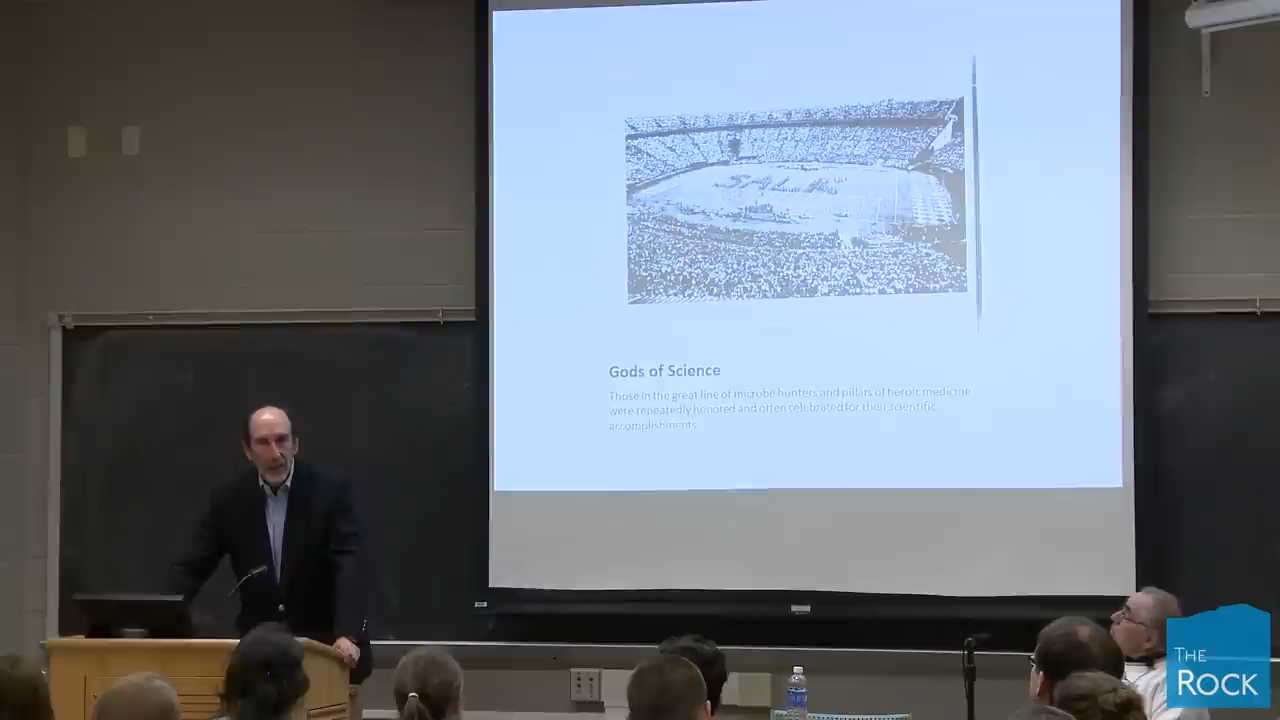 SALK
Gods of Science
Those in the great line of microbe hunters and pillars of heroic medicine
were repeatedly honored and often celebrated for their scientific
accomplishments.
THE
ROCK